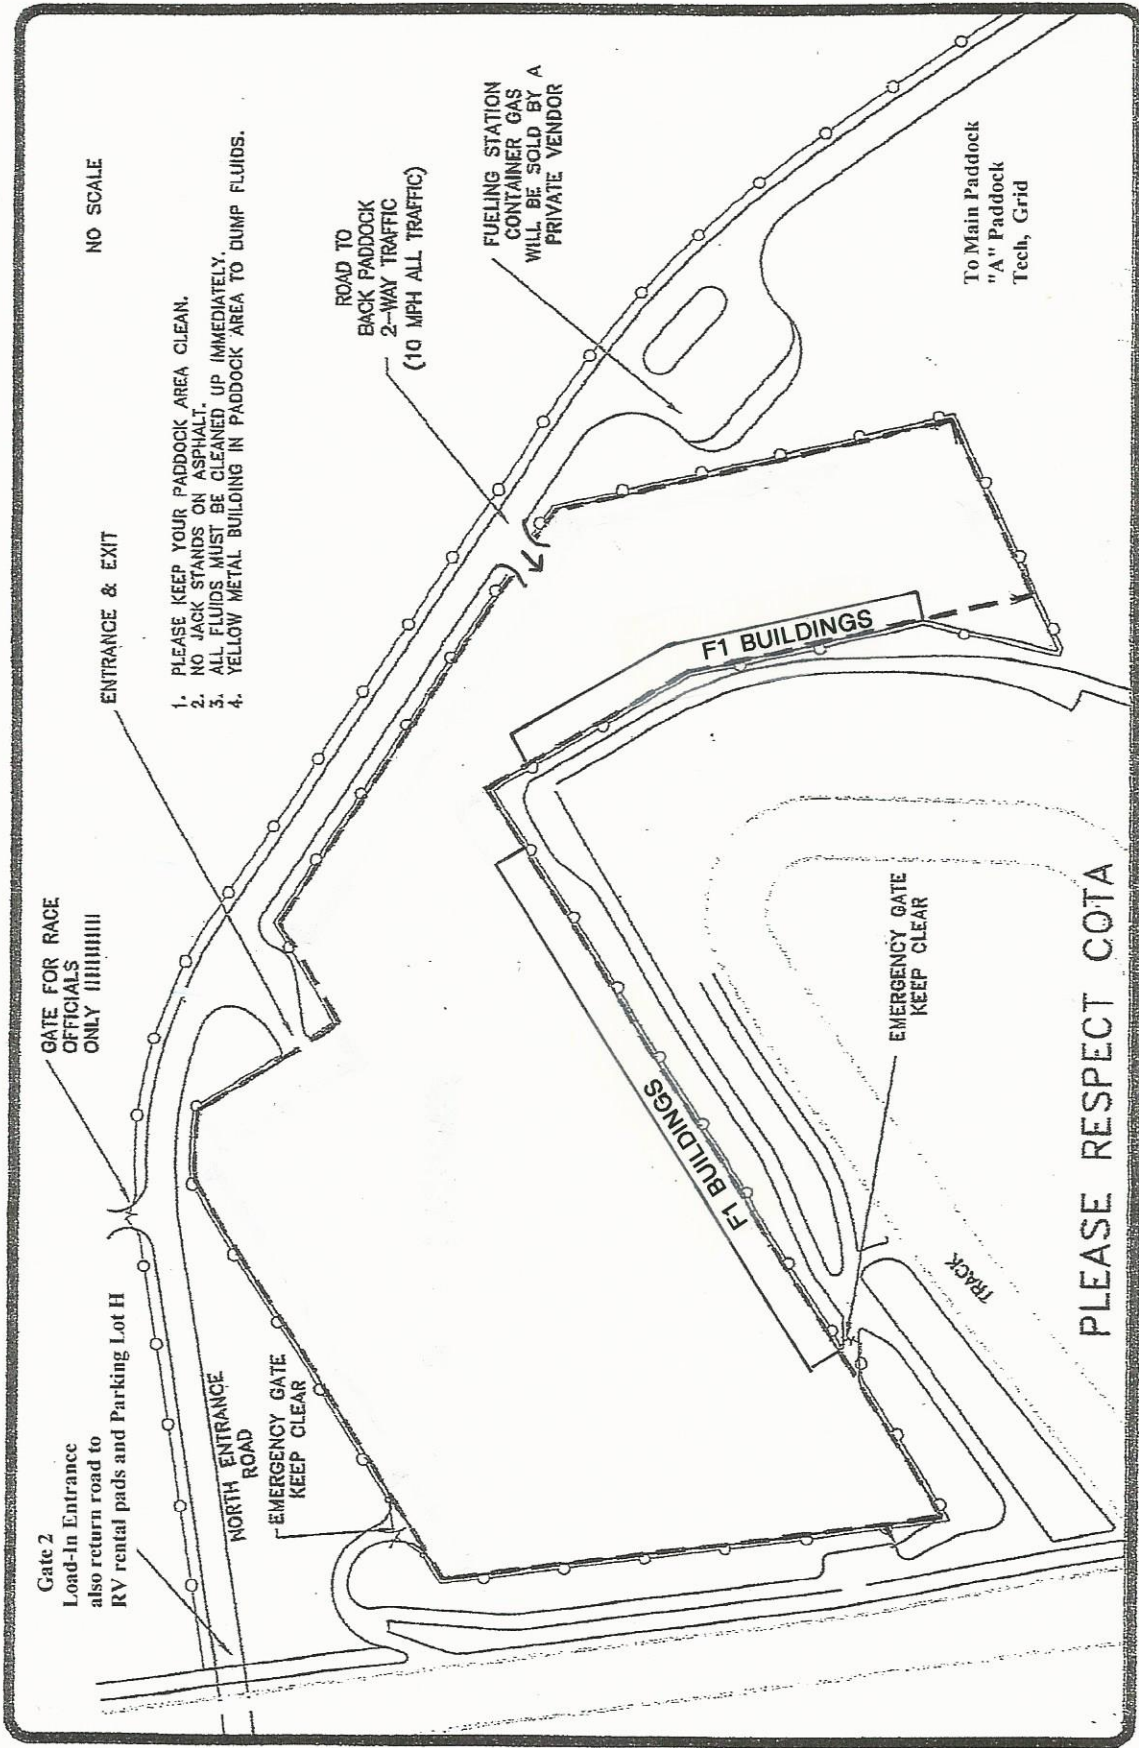 Gate 2
Load-In Entrance
also return road to
RV rental pads and Parking Lot H
GATE FOR RACE
OFFICIALS
ONLY !!!!!!!!!!
ENTRANCE & EXIT
NO SCALE
1. PLEASE KEEP YOUR PADDOCK AREA CLEAN.
2. NO JACK STANDS ON ASPHALT.
3. ALL FLUIDS MUST BE CLEANED UP IMMEDIATELY.
4. YELLOW METAL BUILDING IN PADDOCK AREA TO DUMP FLUIDS.
NORTH ENTRANCE
ROAD
EMERGENCY GATE
KEEP CLEAR
ROAD TO
BACK PADDOCK
2-WAY TRAFFIC
(10 MPH ALL TRAFFIC)
FUELING STATION
CONTAINER GAS
WILL BE SOLD BY A
PRIVATE VENDOR
F1 BUILDINGS
F1 BUILDINGS
EMERGENCY GATE
KEEP CLEAR
TRACK
To Main Paddock
"A" Paddock
Tech, Grid
PLEASE RESPECT COTA